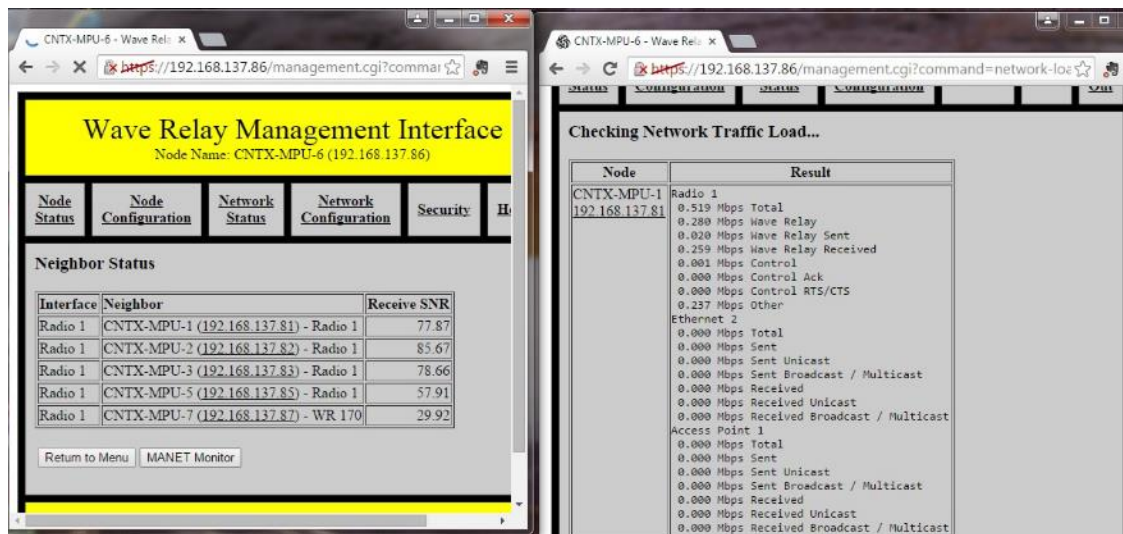 CNTX-MPU-6 - Wave Rela
https://192.168.137.86/management.cgi?commar
Wave Relay Management Interface
Node Name: CNTX-MPU-6 (192.168.137.86)
Node Status
Node Configuration
Network Status
Network Configuration
Security
Neighbor Status
Interface Neighbor Receive SNR
Radio 1 CNTX-MPU-1 (192.168.137.81) - Radio 1 77.87
Radio 1 CNTX-MPU-2 (192.168.137.82) - Radio 1 85.67
Radio 1 CNTX-MPU-3 (192.168.137.83) - Radio 1 78.66
Radio 1 CNTX-MPU-5 (192.168.137.85) - Radio 1 57.91
Radio 1 CNTX-MPU-7 (192.168.137.87) - WR 170 29.92
Return to Menu MANET Monitor
CNTX-MPU-6 - Wave Rela
https://192.168.137.86/management.cgi?command=network-loa
Status Configuration Status Configuration Out
Checking Network Traffic Load...
Node Result
CNTX-MPU-1
192.168.137.81
Radio 1
0.519 Mbps Total
0.280 Mbps Wave Relay
0.020 Mbps Wave Relay Sent
0.259 Mbps Wave Relay Received
0.001 Mbps Control
0.000 Mbps Control Ack
0.000 Mbps Control RTS/CTS
0.237 Mbps Other
Ethernet 2
0.000 Mbps Total
0.000 Mbps Sent
0.000 Mbps Sent Unicast
0.000 Mbps Sent Broadcast / Multicast
0.000 Mbps Received
0.000 Mbps Received Unicast
0.000 Mbps Received Broadcast / Multicast
Access Point 1
0.000 Mbps Total
0.000 Mbps Sent
0.000 Mbps Sent Unicast
0.000 Mbps Sent Broadcast / Multicast
0.000 Mbps Received
0.000 Mbps Received Unicast
0.000 Mbps Received Broadcast / Multicast